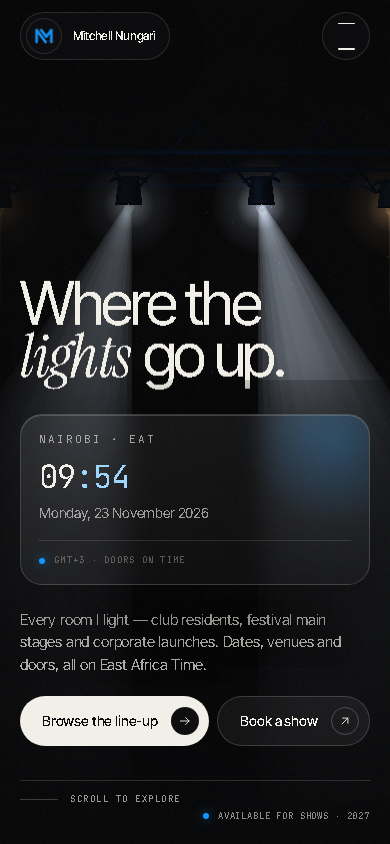 Mitchell Nungari
Where the
lights go up.
NAIROBI · EAT
09:54
Monday, 23 November 2026
GMT+3 · DOORS ON TIME
Every room I light — club residents, festival main
stages and corporate launches. Dates, venues and
doors, all on East Africa Time.
Browse the line-up
Book a show
SCROLL TO EXPLORE
AVAILABLE FOR SHOWS · 2027